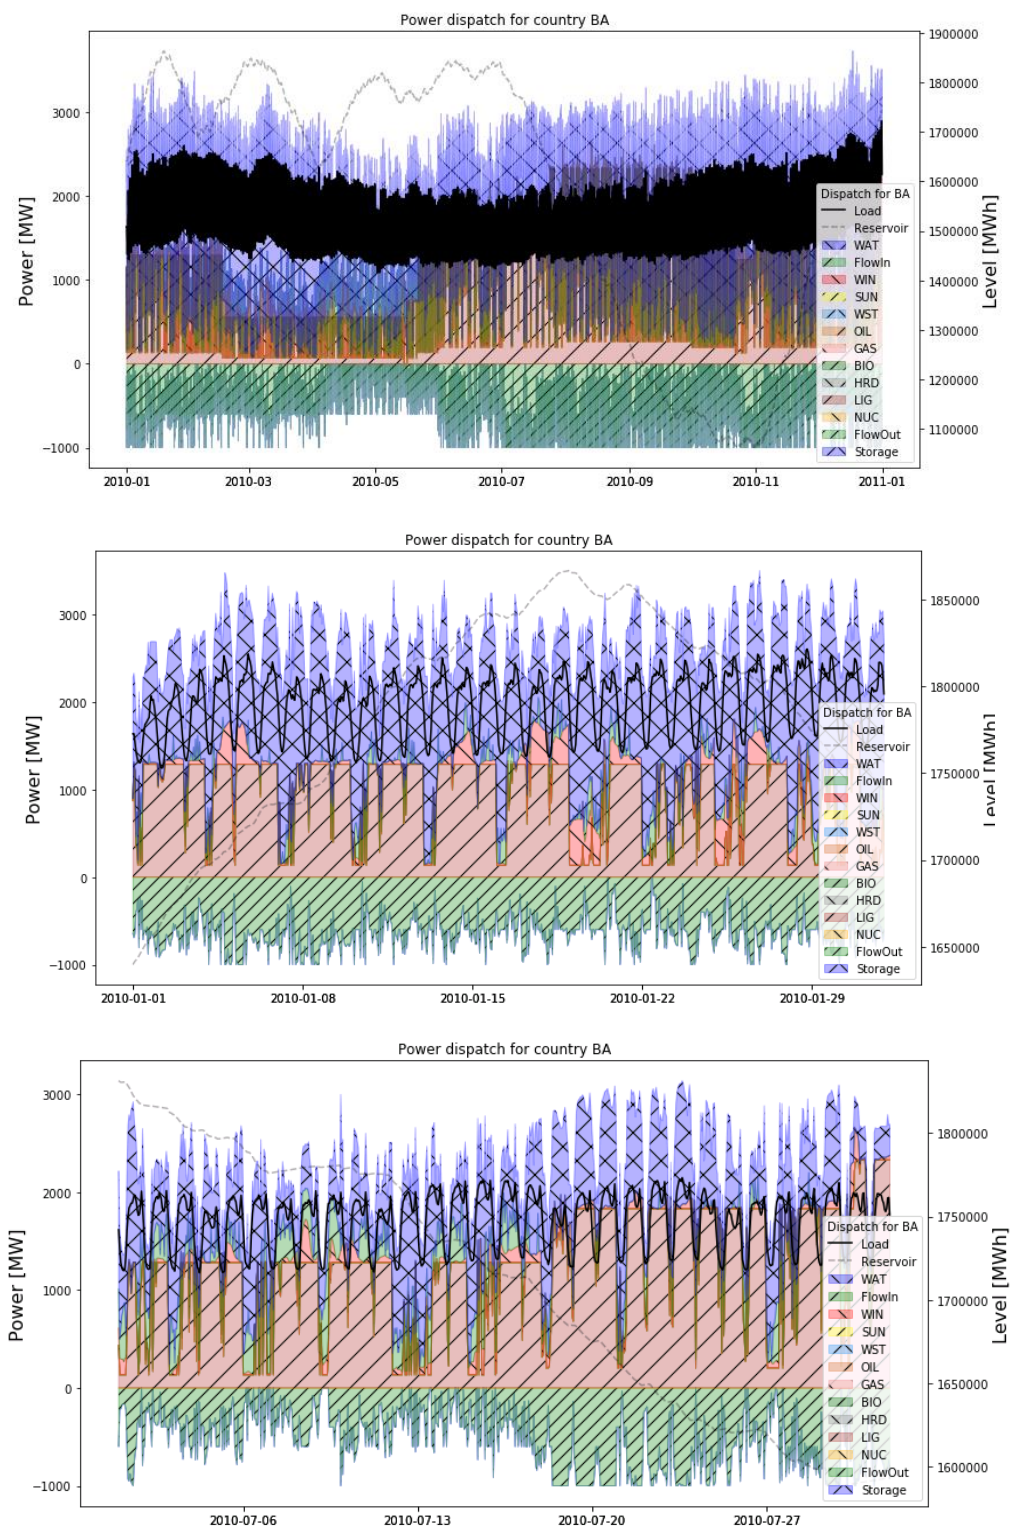 Power dispatch for country BA
Power [MW]
3000
2000
1000
0
−1000
1900000
1800000
1700000
1600000
1500000
1400000
1300000
1200000
1100000
Level [MWh]
Dispatch for BA
Load
Reservoir
WAT
FlowIn
WIN
SUN
WST
OIL
GAS
BIO
HRD
LIG
NUC
FlowOut
Storage
2010-01 2010-03 2010-05 2010-07 2010-09 2010-11 2011-01
Power dispatch for country BA
Power [MW]
3000
2000
1000
0
−1000
1850000
1800000
1750000
1700000
1650000
Level [MWh]
Dispatch for BA
Load
Reservoir
WAT
FlowIn
WIN
SUN
WST
OIL
GAS
BIO
HRD
LIG
NUC
FlowOut
Storage
2010-01-01 2010-01-08 2010-01-15 2010-01-22 2010-01-29
Power dispatch for country BA
Power [MW]
3000
2000
1000
0
−1000
1800000
1750000
1700000
1650000
1600000
Level [MWh]
Dispatch for BA
Load
Reservoir
WAT
FlowIn
WIN
SUN
WST
OIL
GAS
BIO
HRD
LIG
NUC
FlowOut
Storage
2010-07-06 2010-07-13 2010-07-20 2010-07-27